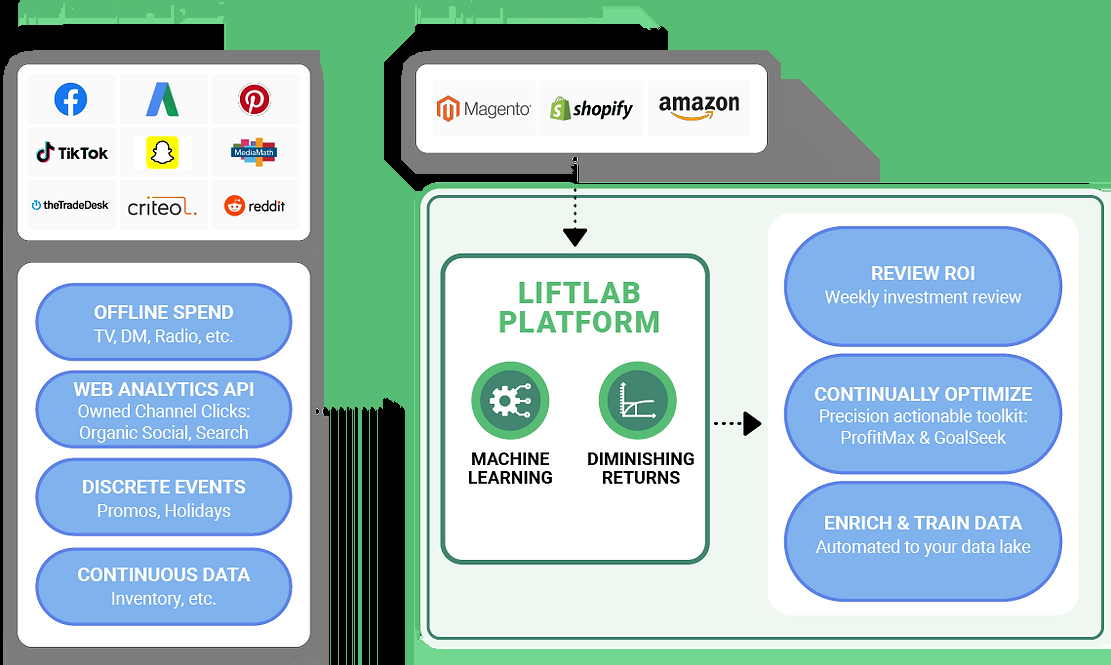 TikTok
MediaMath
theTradeDesk
criteo
reddit
OFFLINE SPEND
TV, DM, Radio, etc.
WEB ANALYTICS API
Owned Channel Clicks:
Organic Social, Search
DISCRETE EVENTS
Promos, Holidays
CONTINUOUS DATA
Inventory, etc.
Magento
shopify
amazon
LIFTLAB
PLATFORM
MACHINE
LEARNING
DIMINISHING
RETURNS
REVIEW ROI
Weekly investment review
CONTINUALLY OPTIMIZE
Precision actionable toolkit:
ProfitMax & GoalSeek
ENRICH & TRAIN DATA
Automated to your data lake